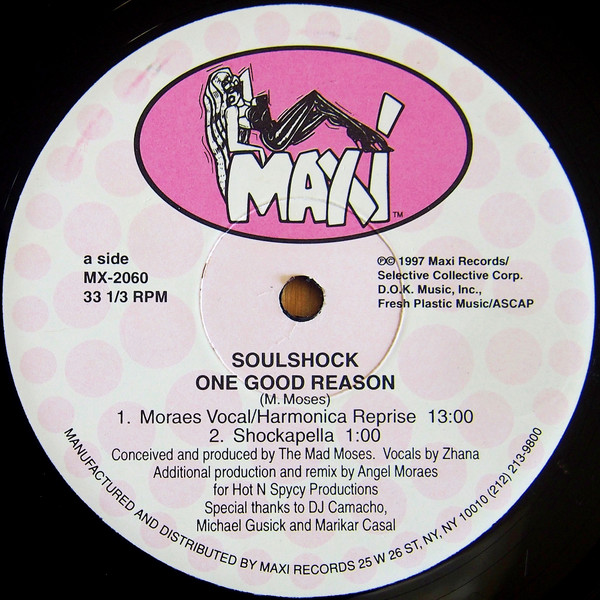 MAXI
TM
a side
MX-2060
33 1/3 RPM
℗© 1997 Maxi Records/
Selective Collective Corp.
D.O.K. Music, Inc.,
Fresh Plastic Music/ASCAP
SOULSHOCK
ONE GOOD REASON
(M. Moses)
1. Moraes Vocal/Harmonica Reprise 13:00
2. Shockapella 1:00
Conceived and produced by The Mad Moses. Vocals by Zhana
Additional production and remix by Angel Moraes
for Hot N Spycy Productions
Special thanks to DJ Camacho,
Michael Gusick and Marikar Casal
MANUFACTURED AND DISTRIBUTED BY MAXI RECORDS 25 W 26 ST, NY, NY 10010 (212) 213-9800